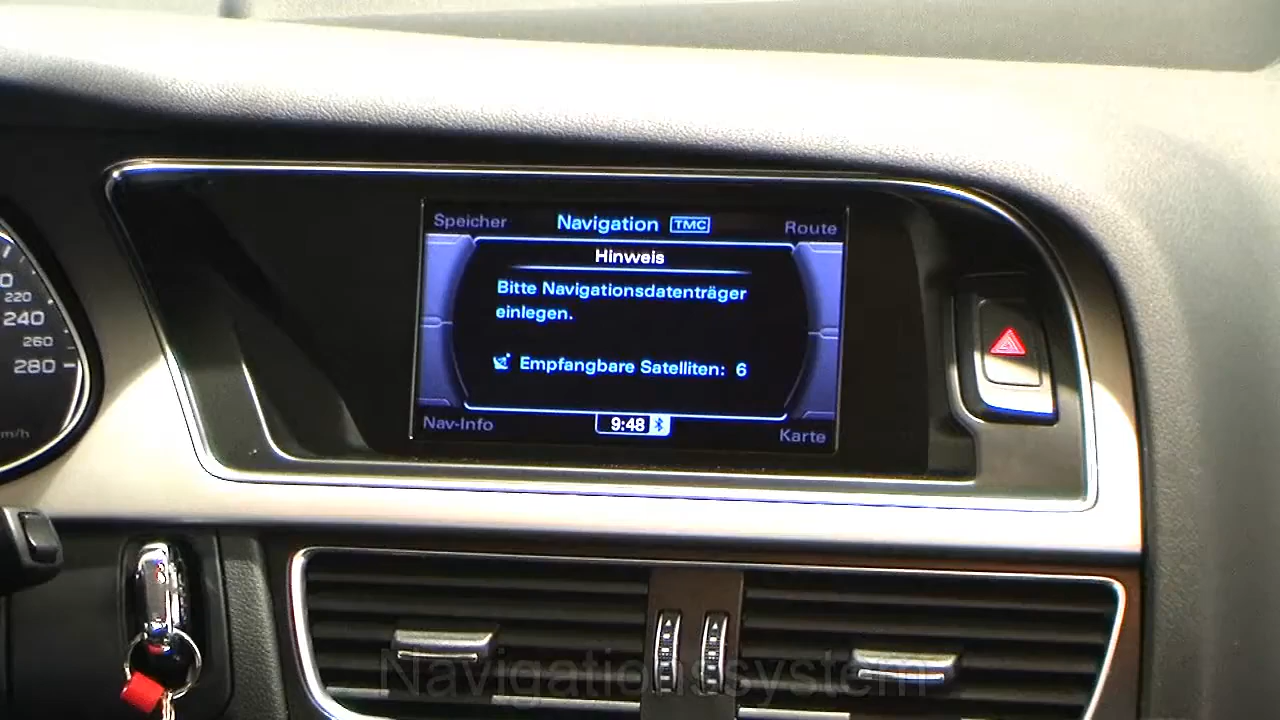 Speicher
Navigation TMC
Route
Hinweis
Bitte Navigationsdatenträger
einlegen.
Empfangbare Satelliten: 6
Nav-Info
9:48
Karte
220
240
260
280
Navigationssystem